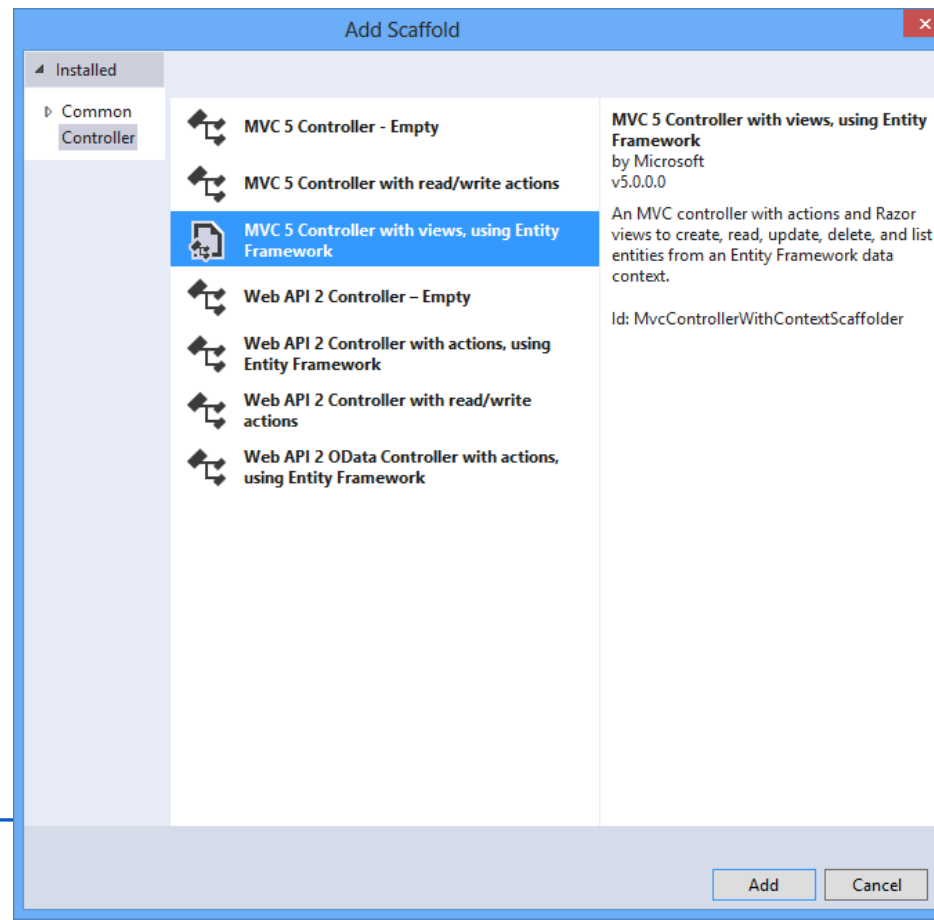 Add Scaffold
Installed
Common
Controller
MVC 5 Controller - Empty
MVC 5 Controller with read/write actions
MVC 5 Controller with views, using Entity
Framework
Web API 2 Controller – Empty
Web API 2 Controller with actions, using
Entity Framework
Web API 2 Controller with read/write
actions
Web API 2 OData Controller with actions,
using Entity Framework
MVC 5 Controller with views, using Entity
Framework
by Microsoft
v5.0.0.0
An MVC controller with actions and Razor
views to create, read, update, delete, and list
entities from an Entity Framework data
context.
Id: MvcControllerWithContextScaffolder
Add
Cancel